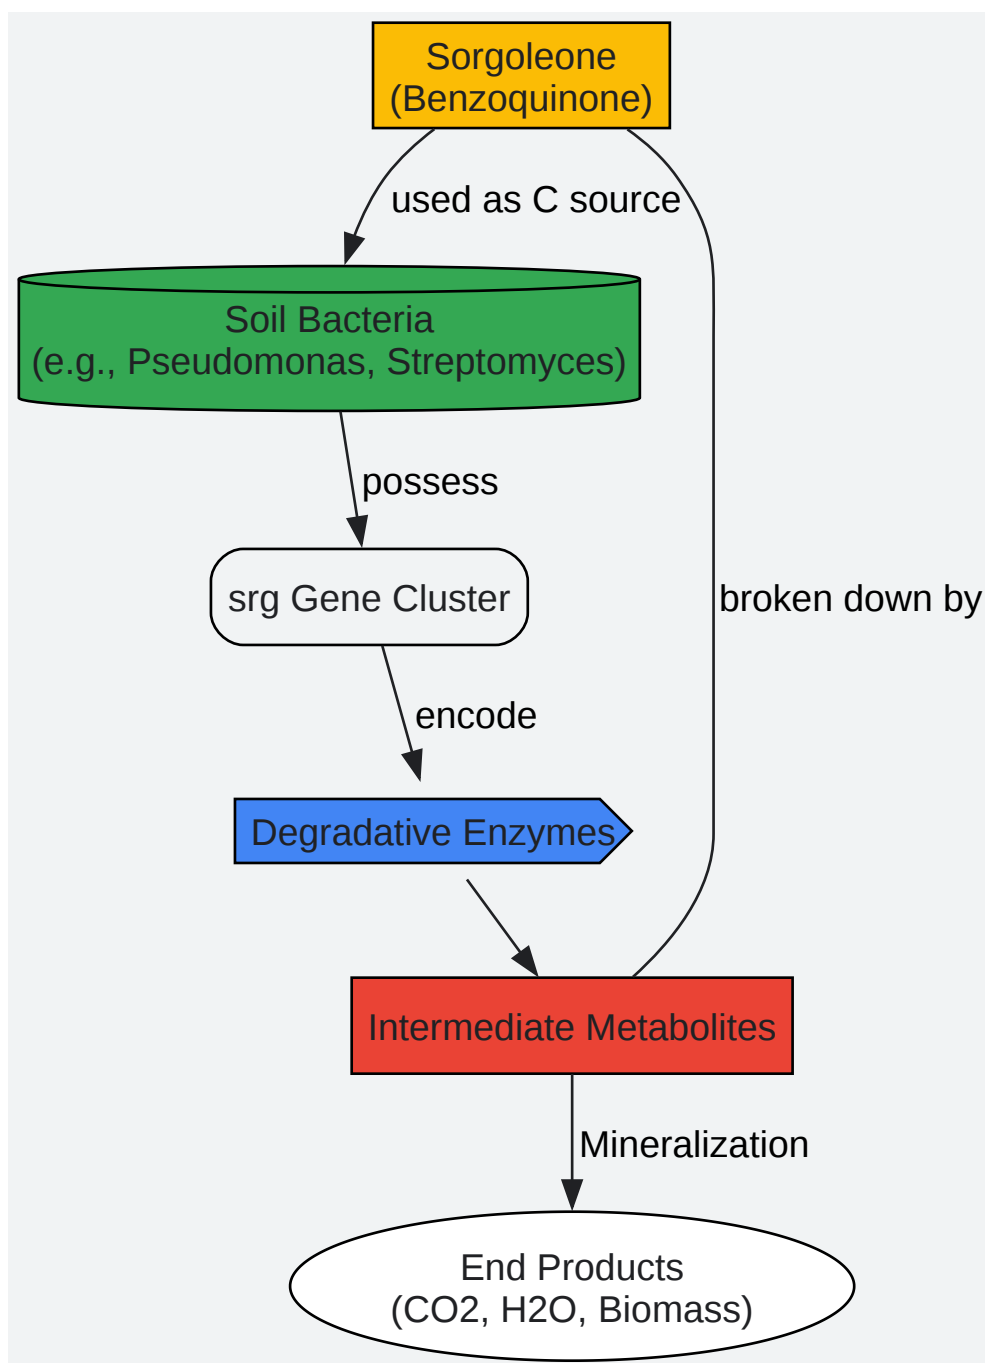 Sorgoleone
(Benzoquinone)
used as C source
Soil Bacteria
(e.g., Pseudomonas, Streptomyces)
possess
srg Gene Cluster
broken down by
encode
Degradative Enzymes
Intermediate Metabolites
Mineralization
End Products
(CO2, H2O, Biomass)